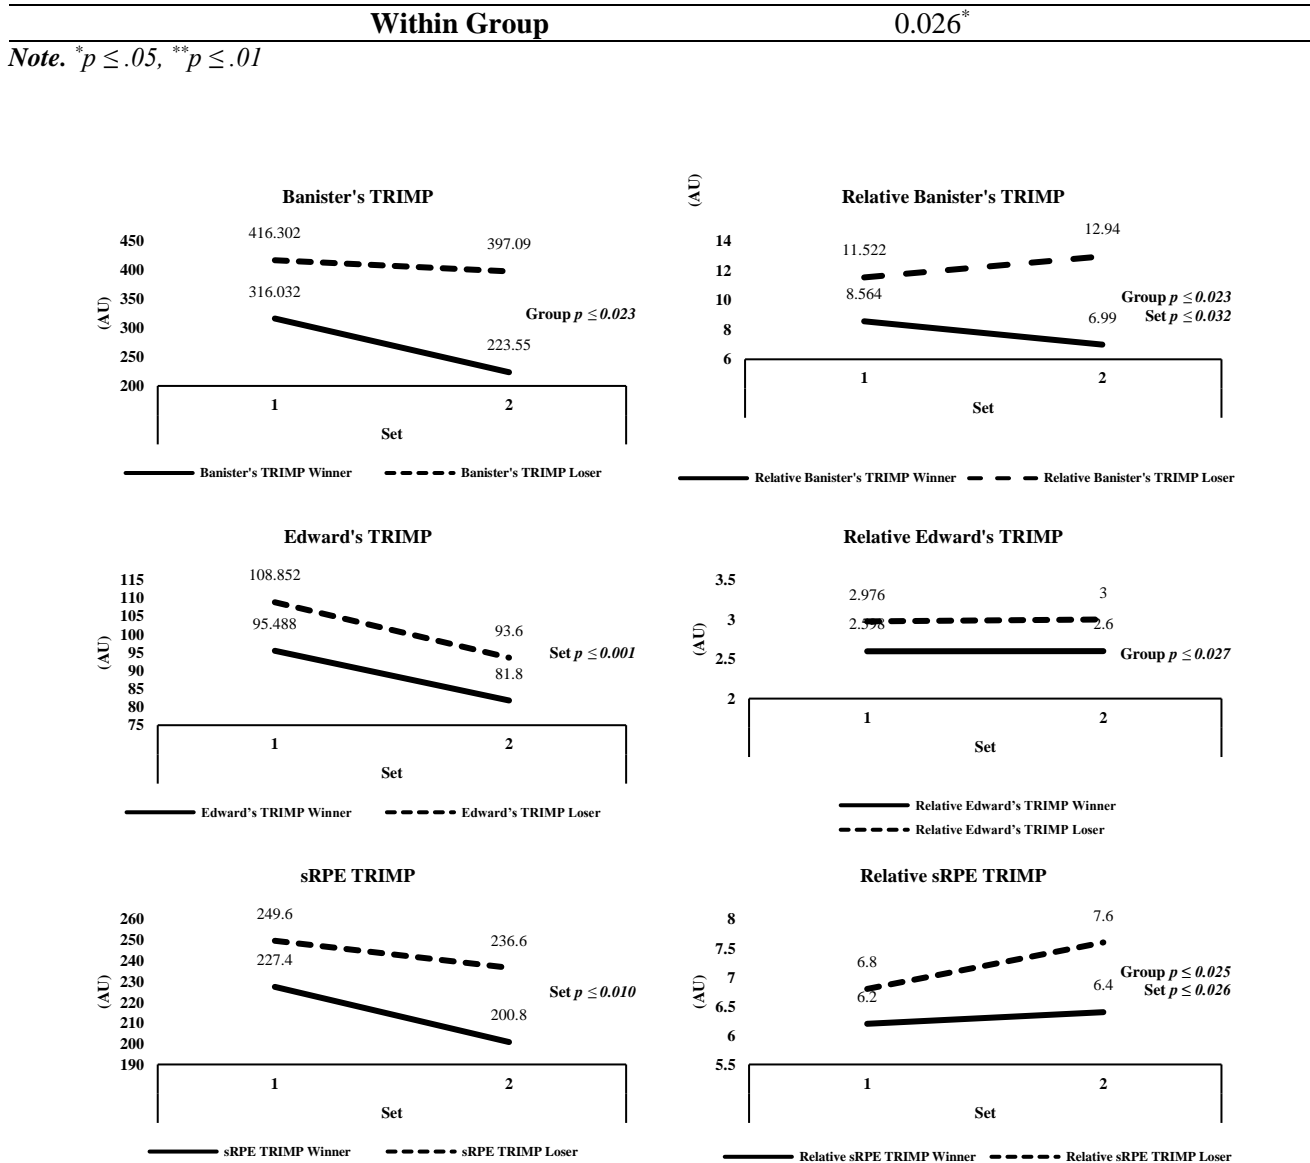 Within Group 0.026*
Note. *p ≤ .05, **p ≤ .01
Banister's TRIMP
(AU)
450
400
350
300
250
200
416.302
397.09
316.032
223.55
Group p ≤ 0.023
1 2
Set
Banister's TRIMP Winner Banister's TRIMP Loser
Relative Banister's TRIMP
(AU)
14
12
10
8
6
11.522
12.94
8.564
6.99
Group p ≤ 0.023
Set p ≤ 0.032
1 2
Set
Relative Banister's TRIMP Winner Relative Banister's TRIMP Loser
Edward's TRIMP
(AU)
115
110
105
100
95
90
85
80
75
108.852
95.488
93.6
81.8
Set p ≤ 0.001
1 2
Set
Edward's TRIMP Winner Edward's TRIMP Loser
Relative Edward's TRIMP
(AU)
3.5
3
2.5
2
2.976
3
2.598
2.6
Group p ≤ 0.027
1 2
Set
Relative Edward's TRIMP Winner
Relative Edward's TRIMP Loser
sRPE TRIMP
(AU)
260
250
240
230
220
210
200
190
249.6
236.6
227.4
200.8
Set p ≤ 0.010
1 2
Set
sRPE TRIMP Winner sRPE TRIMP Loser
Relative sRPE TRIMP
(AU)
8
7.5
7
6.5
6
5.5
7.6
6.8
6.2
6.4
Group p ≤ 0.025
Set p ≤ 0.026
1 2
Set
Relative sRPE TRIMP Winner Relative sRPE TRIMP Loser